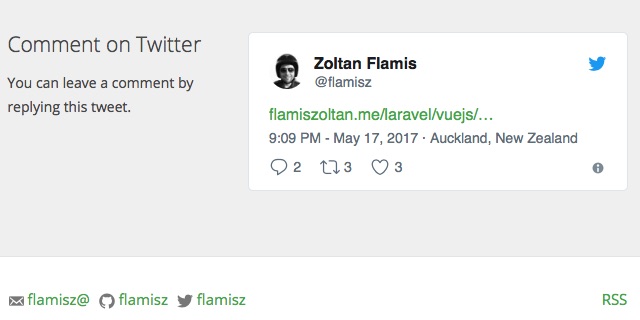 Comment on Twitter
You can leave a comment by
replying this tweet.
Zoltan Flamis
@flamisz
flamiszoltan.me/laravel/vuejs/…
9:09 PM - May 17, 2017 · Auckland, New Zealand
2 3 3
flamisz@ flamisz flamisz RSS